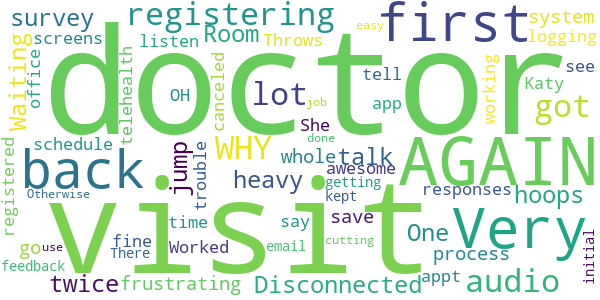 survey
registering
first
system
screens
listen
Room
Throws
easy
logging
Waiting
office
telehealth
doctor
canceled
OH
lot
tell
app
working
see
Katy
got
job
schedule
jump
WHY
She
done
AGAIN
back
trouble
whole
talk
awesome
registered
Otherwise
heavy
getting
kept
responses
hoops
visit
time
say
save
One
Very
go
use
fine
There
Worked
email
cutting
process
initial
feedback
twice
frustrating
Disconnected
appt
audio